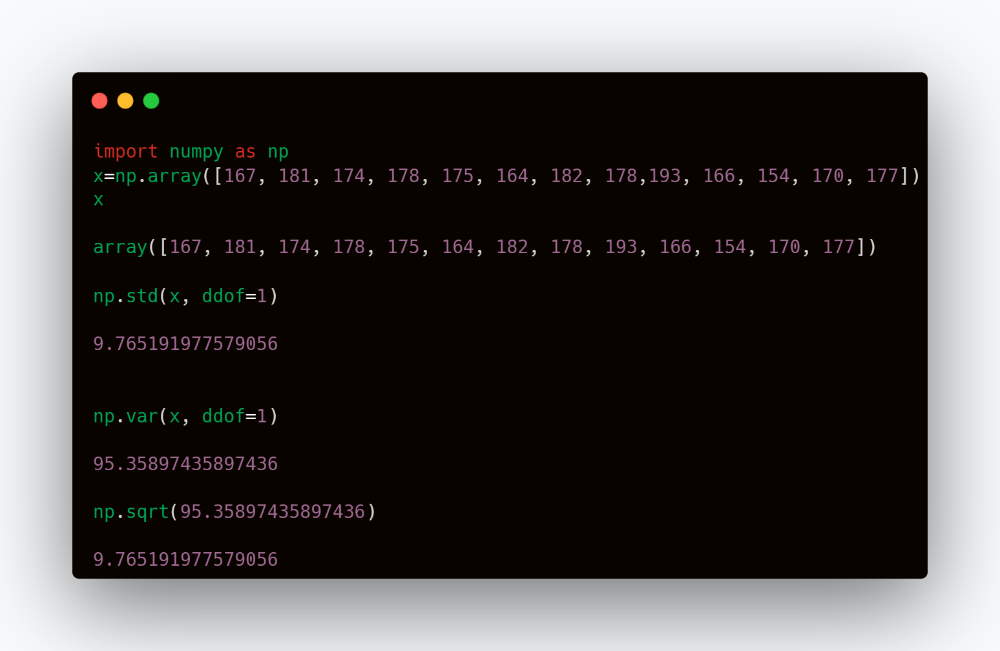 import numpy as np
x=np.array([167, 181, 174, 178, 175, 164, 182, 178,193, 166, 154, 170, 177])
x
array([167, 181, 174, 178, 175, 164, 182, 178, 193, 166, 154, 170, 177])
np.std(x, ddof=1)
9.765191977579056
np.var(x, ddof=1)
95.35897435897436
np.sqrt(95.35897435897436)
9.765191977579056